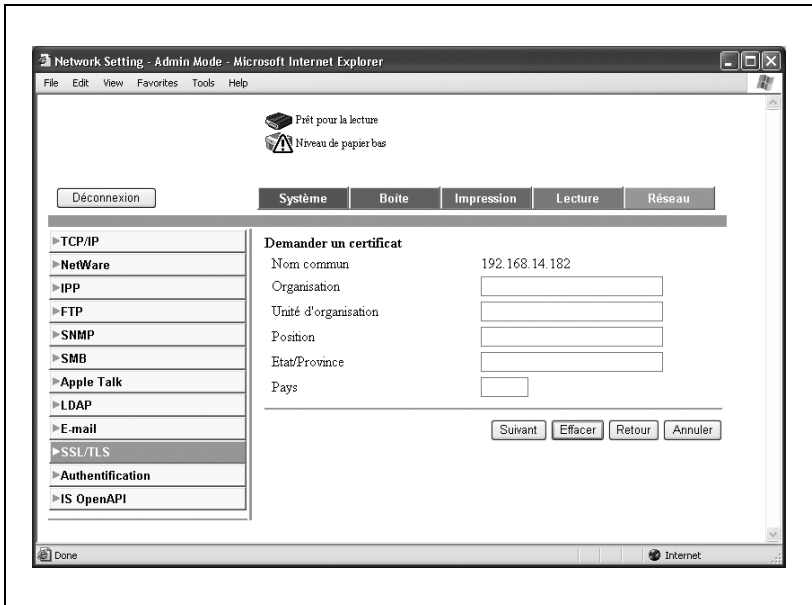 Network Setting - Admin Mode - Microsoft Internet Explorer
File Edit View Favorites Tools Help
Prêt pour la lecture
Niveau de papier bas
Déconnexion
Système Boîte Impression Lecture Réseau
TCP/IP
NetWare
IPP
FTP
SNMP
SMB
Apple Talk
LDAP
E-mail
SSL/TLS
Authentification
IS OpenAPI
Demander un certificat
Nom commun 192.168.14.182
Organisation
Unité d'organisation
Position
Etat/Province
Pays
Suivant Effacer Retour Annuler
Done Internet